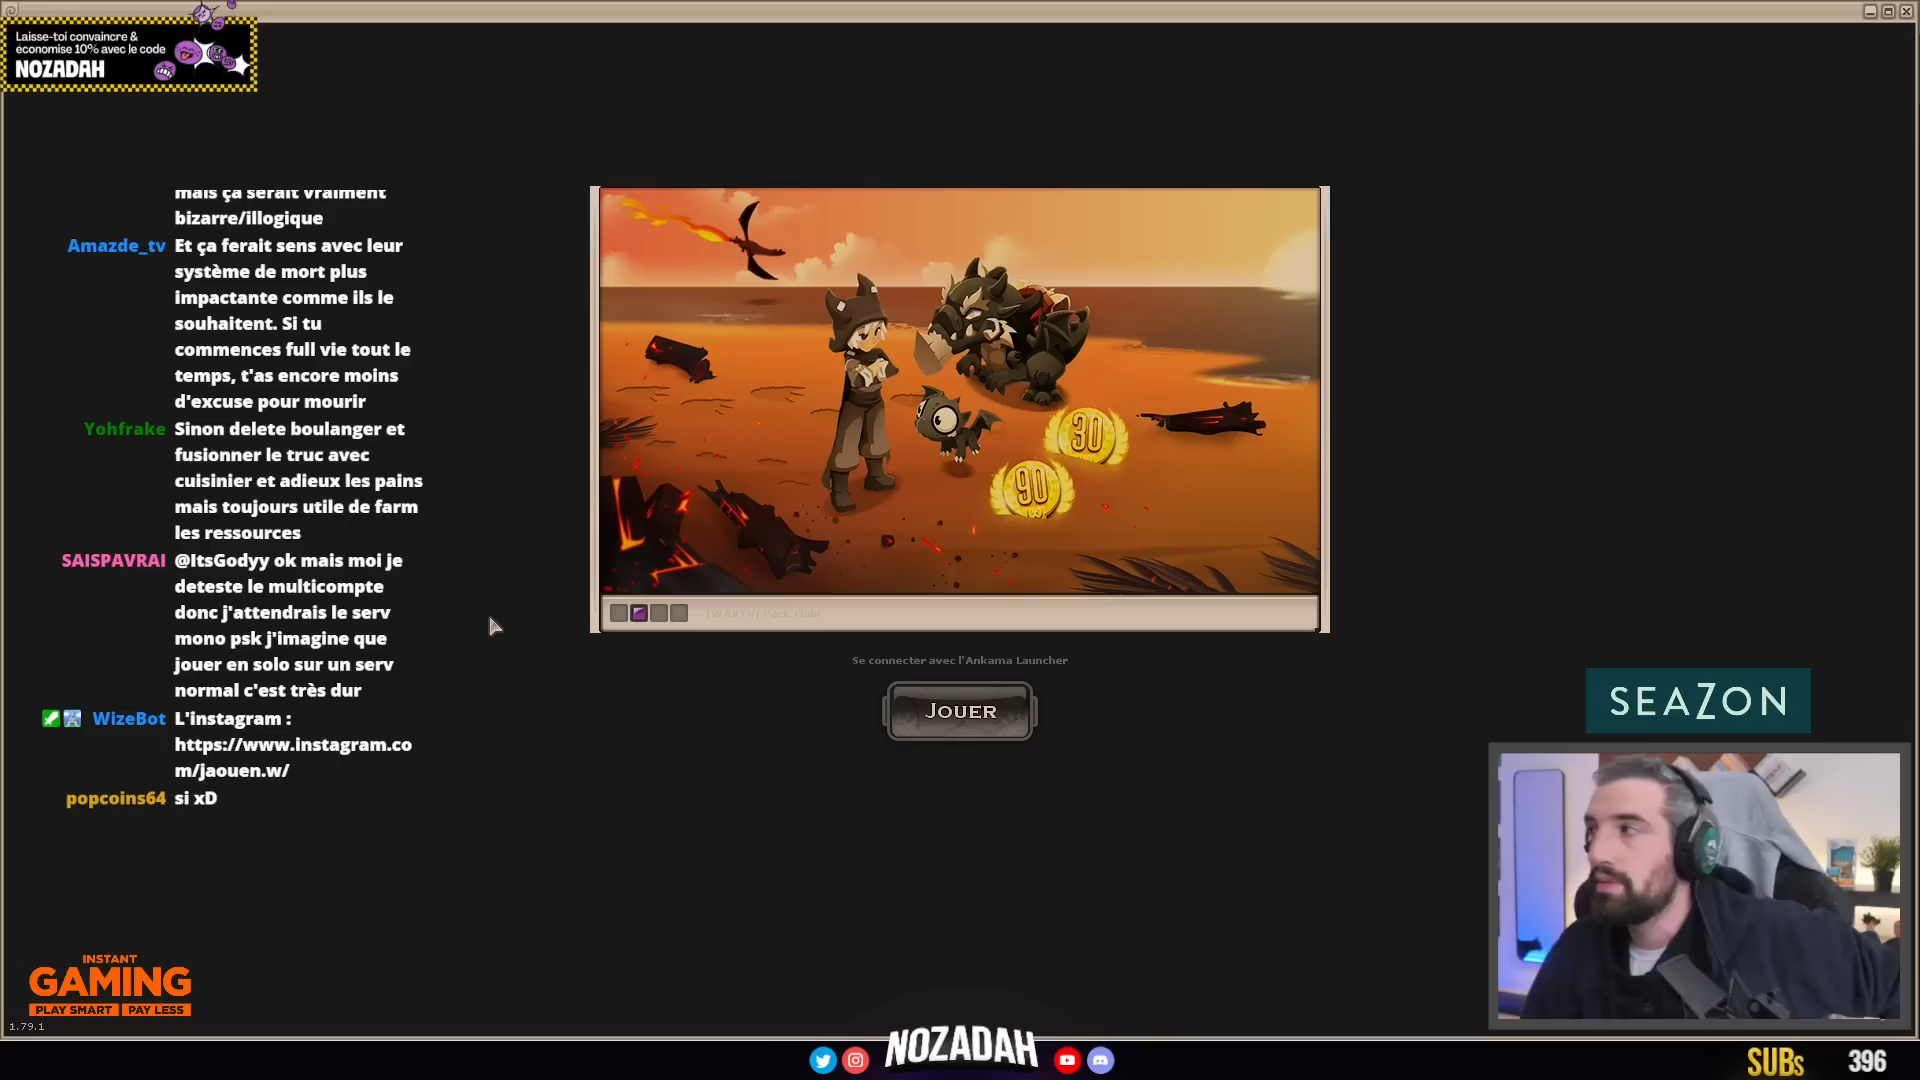 Laisse-toi convaincre &
économise 10% avec le code
NOZADAH
mais ça serait vraiment
bizarre/illogique
Amazde_tv Et ça ferait sens avec leur
système de mort plus
impactante comme ils le
souhaitent. Si tu
commences full vie tout le
temps, t'as encore moins
d'excuse pour mourir
Yohfrake Sinon delete boulanger et
fusionner le truc avec
cuisinier et adieux les pains
mais toujours utile de farm
les ressources
SAISPAVRAI @ItsGodyy ok mais moi je
deteste le multicompte
donc j'attendrais le serv
mono psk j'imagine que
jouer en solo sur un serv
normal c'est très dur
WizeBot L'instagram :
https://www.instagram.co
m/jaouen.w/
popcoins64 si xD
30
90
[WAKFU] Pack Chibi
Se connecter avec l'Ankama Launcher
JOUER
SEAZON
INSTANT
GAMING
PLAY SMART PAY LESS
1.79.1
NOZADAH
SUBs 396